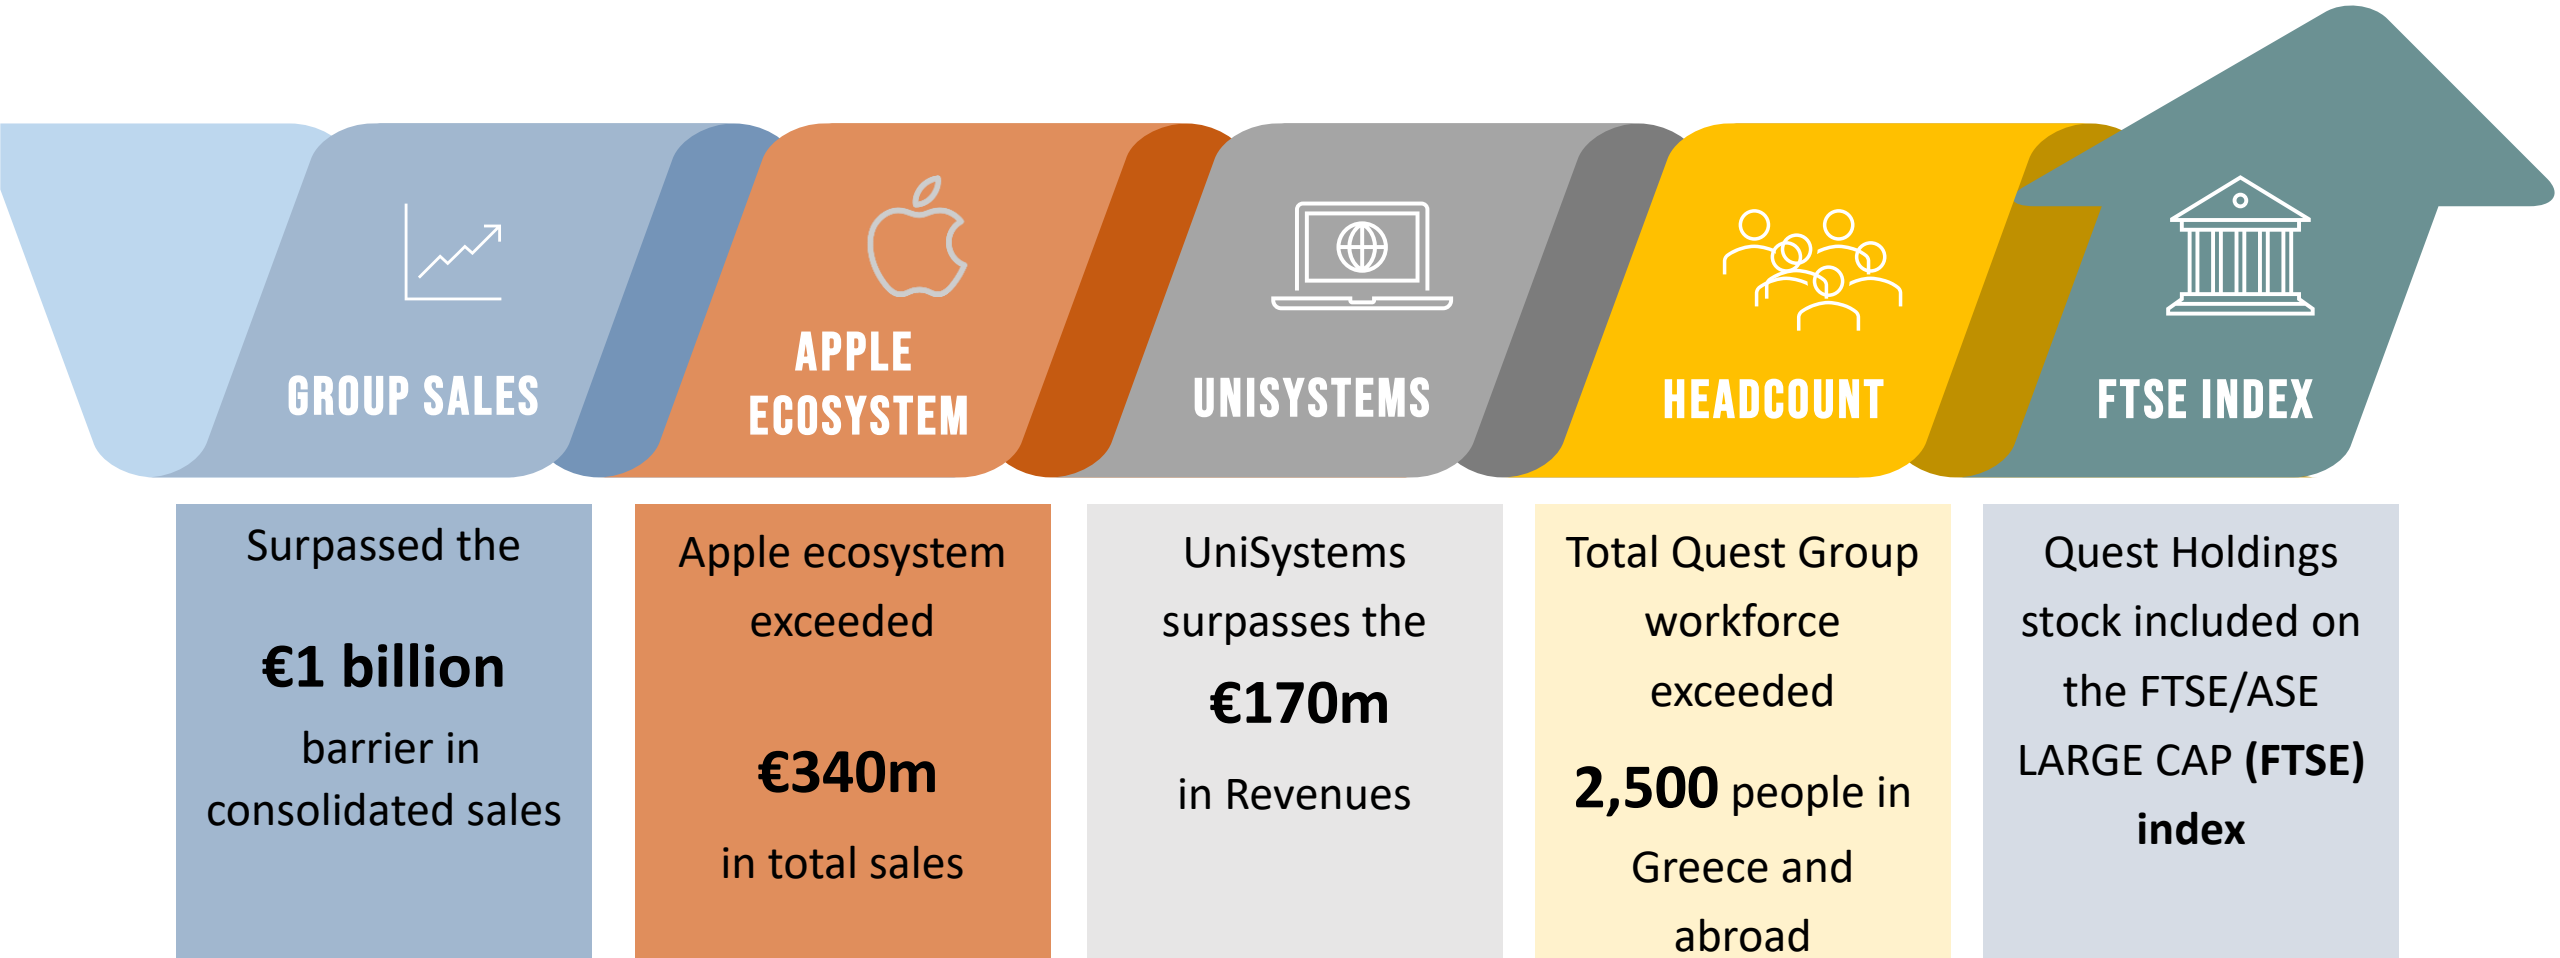 GROUP SALES
APPLE
ECOSYSTEM
UNISYSTEMS
HEADCOUNT
FTSE INDEX
Surpassed the
€1 billion
barrier in
consolidated sales
Apple ecosystem
exceeded
€340m
in total sales
UniSystems
surpasses the
€170m
in Revenues
Total Quest Group
workforce
exceeded
2,500 people in
Greece and
abroad
Quest Holdings
stock included on
the FTSE/ASE
LARGE CAP (FTSE)
index